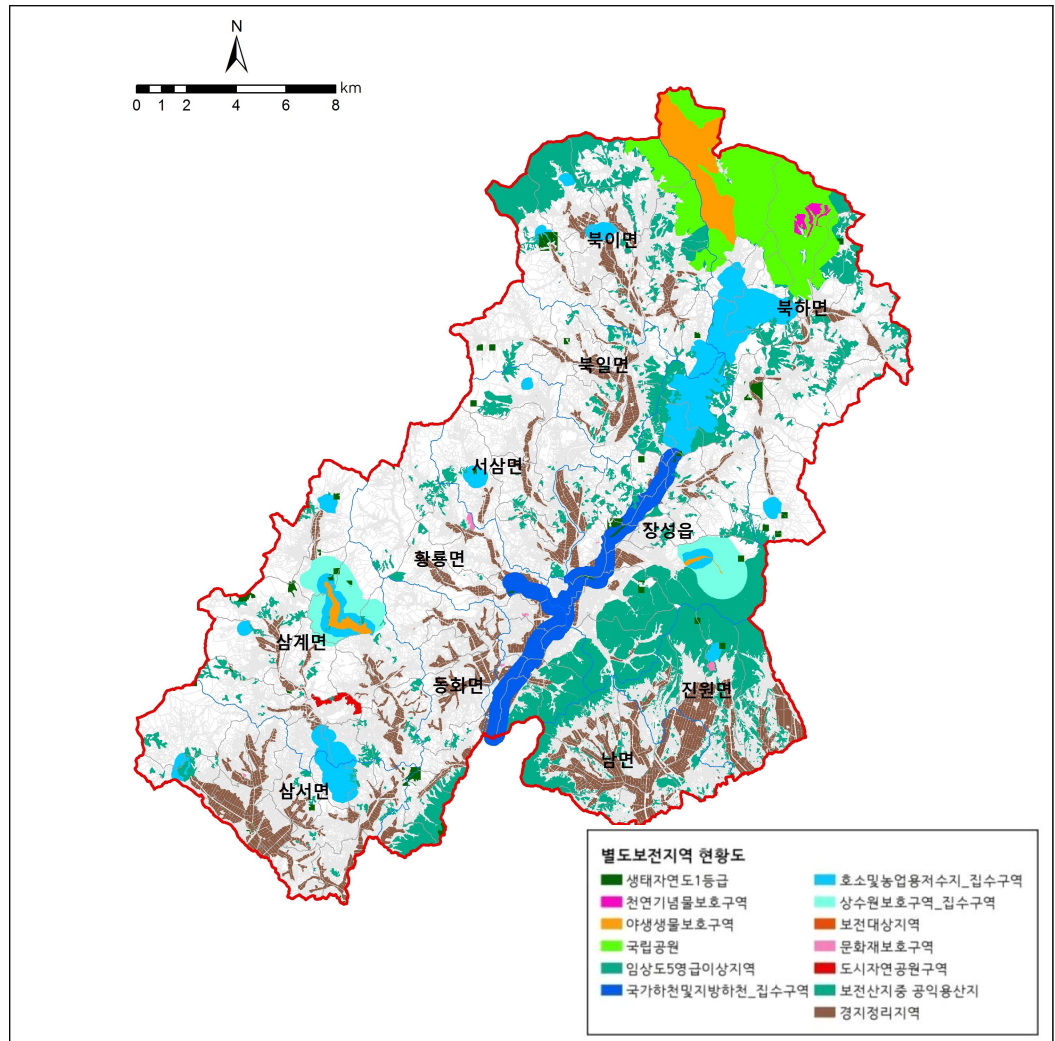 N
km
0 1 2 4 6 8
북이면
북하면
북일면
서삼면
장성읍
황룡면
삼계면
동화면
진원면
남면
삼서면
별도보전지역 현황도
생태자연도1등급
호소및농업용저수지_집수구역
천연기념물보호구역
상수원보호구역_집수구역
야생생물보호구역
보전대상지역
국립공원
문화재보호구역
임상도5영급이상지역
도시자연공원구역
국가하천및지방하천_집수구역
보전산지중 공익용산지
경지정리지역